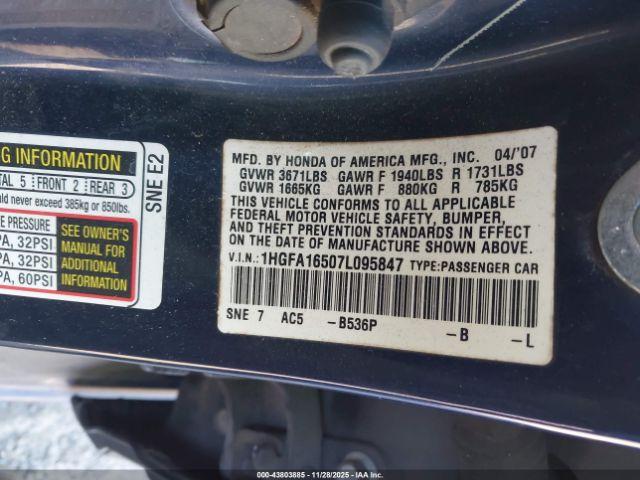 G INFORMATION
TAL 5 FRONT 2 REAR 3
uld never exceed 385kg or 850lbs.
E PRESSURE
PA, 32PSI
PA, 32PSI
PA, 60PSI
SEE OWNER'S
MANUAL FOR
ADDITIONAL
INFORMATION
SNE E2
MFD. BY HONDA OF AMERICA MFG., INC. 04/'07
GVWR 3671LBS GAWR F 1940LBS R 1731LBS
GVWR 1665KG GAWR F 880KG R 785KG
THIS VEHICLE CONFORMS TO ALL APPLICABLE
FEDERAL MOTOR VEHICLE SAFETY, BUMPER,
AND THEFT PREVENTION STANDARDS IN EFFECT
ON THE DATE OF MANUFACTURE SHOWN ABOVE.
V.I.N.: 1HGFA16507L095847 TYPE:PASSENGER CAR
SNE 7 AC5 -B536P -B -L
000-43803885 11/28/2025 ©IAA, INC.